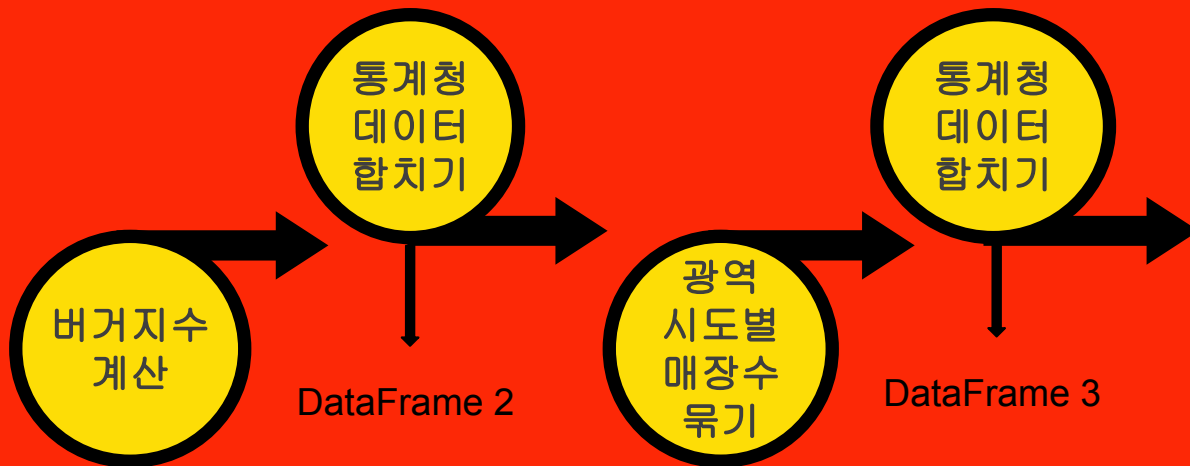 버거지수
계산
통계청
데이터
합치기
DataFrame 2
광역
시도별
매장수
묶기
통계청
데이터
합치기
DataFrame 3